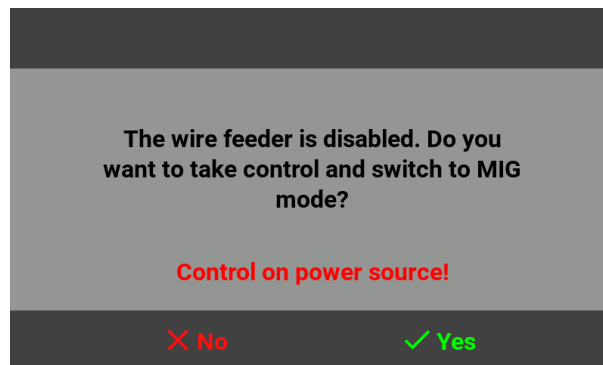 The wire feeder is disabled. Do you
want to take control and switch to MIG
mode?
Control on power source!
No
Yes